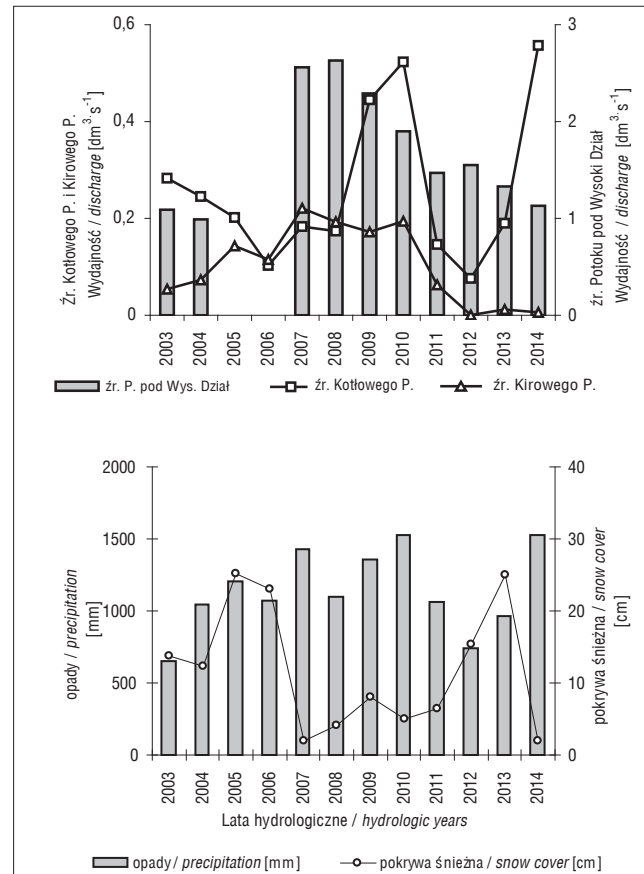 0,6
0,4
0,2
0
3
2
1
0
Źr. Kotłowego P. i Kirowego P.
Wydajność / discharge [dm³·s⁻¹]
źr. Potoku pod Wysoki Dział
Wydajność / discharge [dm³·s⁻¹]
2003 2004 2005 2006 2007 2008 2009 2010 2011 2012 2013 2014
źr. P. pod Wys. Dział źr. Kotłowego P. źr. Kirowego P.
2000
1500
1000
500
0
40
30
20
10
0
opady / precipitation
[mm]
pokrywa śnieżna / snow cover
[cm]
2003 2004 2005 2006 2007 2008 2009 2010 2011 2012 2013 2014
Lata hydrologiczne / hydrologic years
opady / precipitation [mm] pokrywa śnieżna / snow cover [cm]